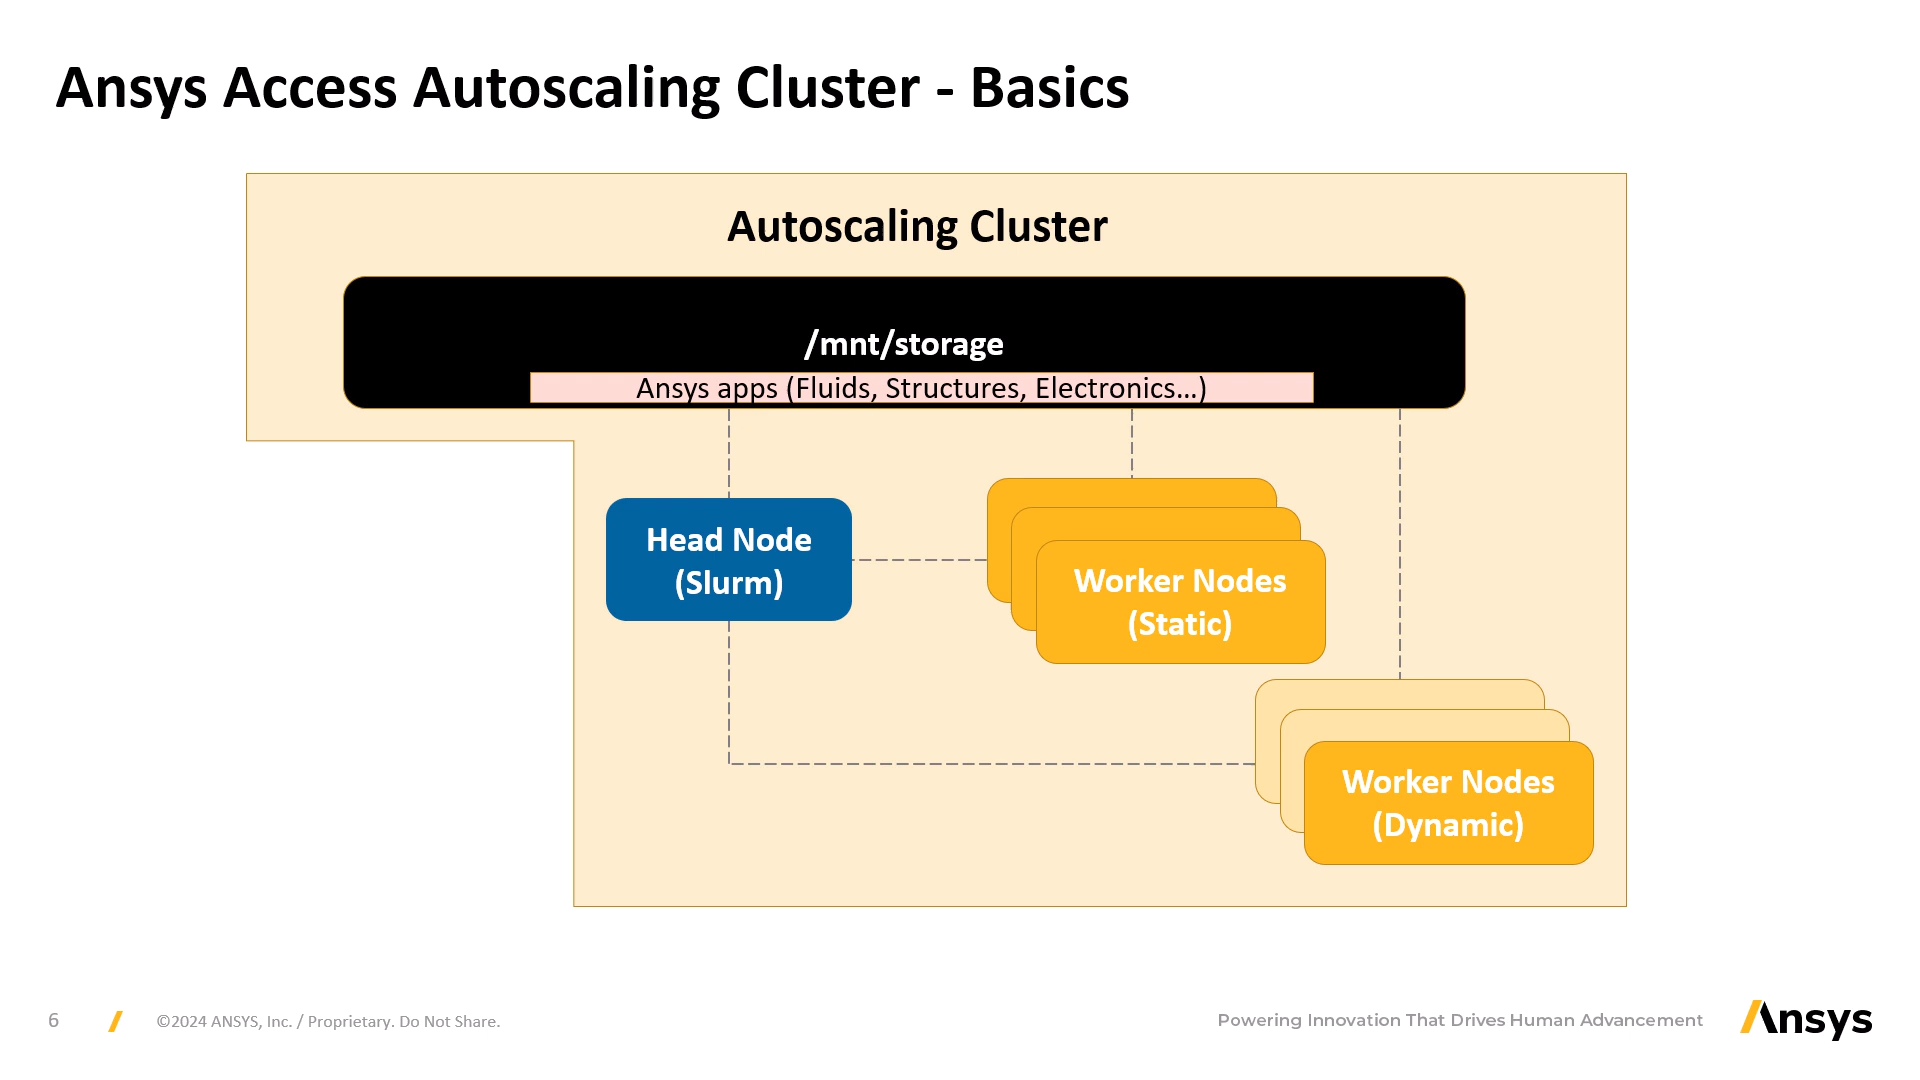 Ansys Access Autoscaling Cluster - Basics
Autoscaling Cluster
/mnt/storage
Ansys apps (Fluids, Structures, Electronics…)
Head Node
(Slurm)
Worker Nodes
(Static)
Worker Nodes
(Dynamic)
6
©2024 ANSYS, Inc. / Proprietary. Do Not Share.
Powering Innovation That Drives Human Advancement
Ansys